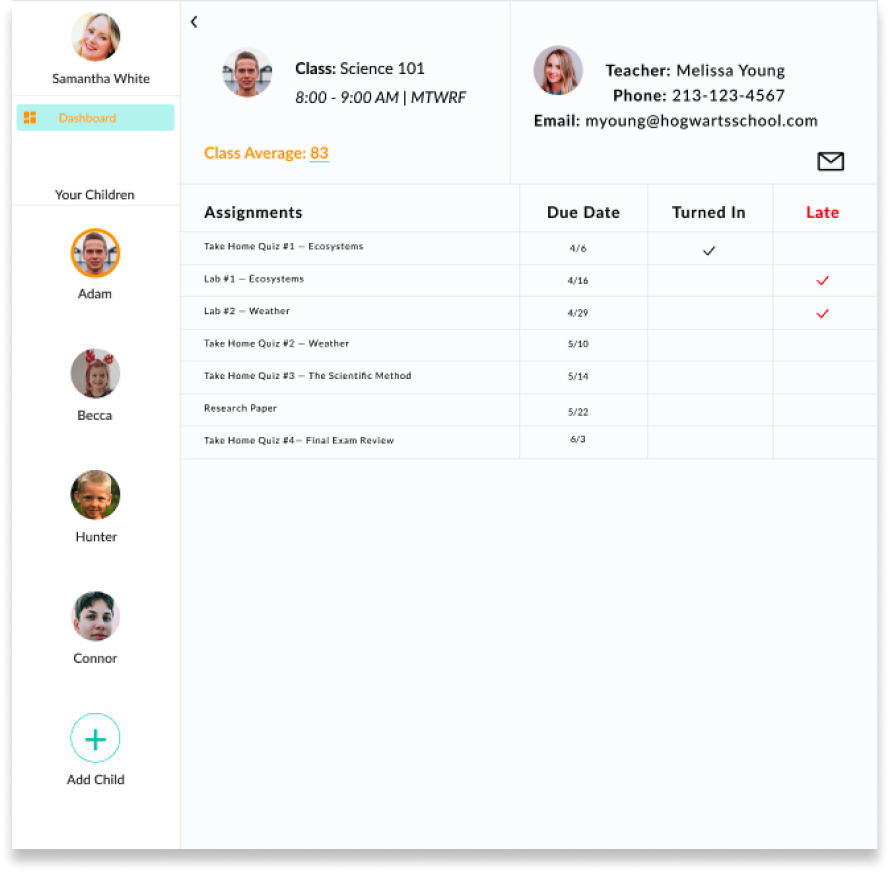 Samantha White
Dashboard
Your Children
Adam
Becca
Hunter
Connor
Add Child
Class: Science 101
8:00 - 9:00 AM | MTWRF
Class Average: 83
Teacher: Melissa Young
Phone: 213-123-4567
Email: myoung@hogwartsschool.com
Assignments Due Date Turned In Late
Take Home Quiz #1 — Ecosystems 4/6
Lab #1 — Ecosystems 4/16
Lab #2 — Weather 4/29
Take Home Quiz #2 — Weather 5/10
Take Home Quiz #3 — The Scientific Method 5/14
Research Paper 5/22
Take Home Quiz #4— Final Exam Review 6/3